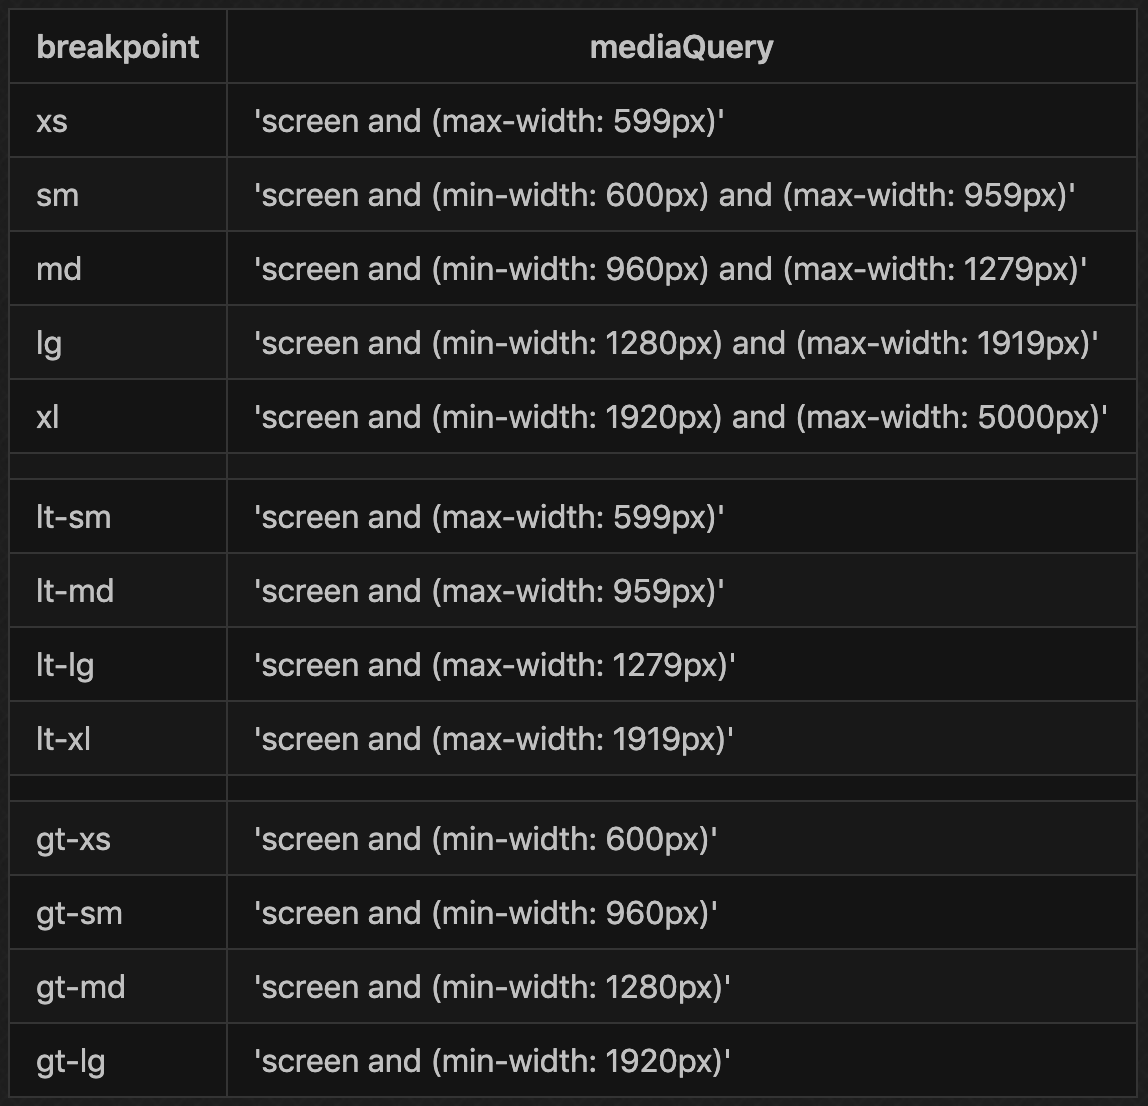 breakpoint mediaQuery
xs 'screen and (max-width: 599px)'
sm 'screen and (min-width: 600px) and (max-width: 959px)'
md 'screen and (min-width: 960px) and (max-width: 1279px)'
lg 'screen and (min-width: 1280px) and (max-width: 1919px)'
xl 'screen and (min-width: 1920px) and (max-width: 5000px)'
lt-sm 'screen and (max-width: 599px)'
lt-md 'screen and (max-width: 959px)'
lt-lg 'screen and (max-width: 1279px)'
lt-xl 'screen and (max-width: 1919px)'
gt-xs 'screen and (min-width: 600px)'
gt-sm 'screen and (min-width: 960px)'
gt-md 'screen and (min-width: 1280px)'
gt-lg 'screen and (min-width: 1920px)'